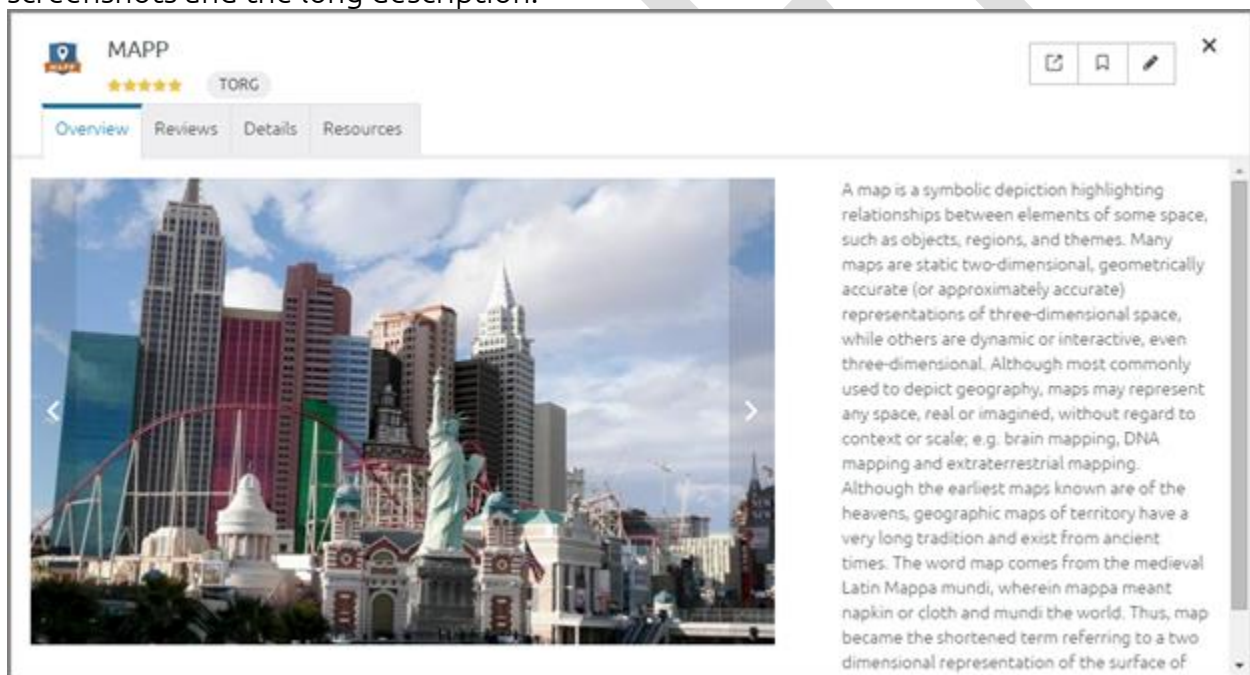 screenshots and the long description.
MAPP
MAPP
TORG
Overview Reviews Details Resources
A map is a symbolic depiction highlighting
relationships between elements of some space,
such as objects, regions, and themes. Many
maps are static two-dimensional, geometrically
accurate (or approximately accurate)
representations of three-dimensional space,
while others are dynamic or interactive, even
three-dimensional. Although most commonly
used to depict geography, maps may represent
any space, real or imagined, without regard to
context or scale; e.g. brain mapping, DNA
mapping and extraterrestrial mapping.
Although the earliest maps known are of the
heavens, geographic maps of territory have a
very long tradition and exist from ancient
times. The word map comes from the medieval
Latin Mappa mundi, wherein mappa meant
napkin or cloth and mundi the world. Thus, map
became the shortened term referring to a two
dimensional representation of the surface of